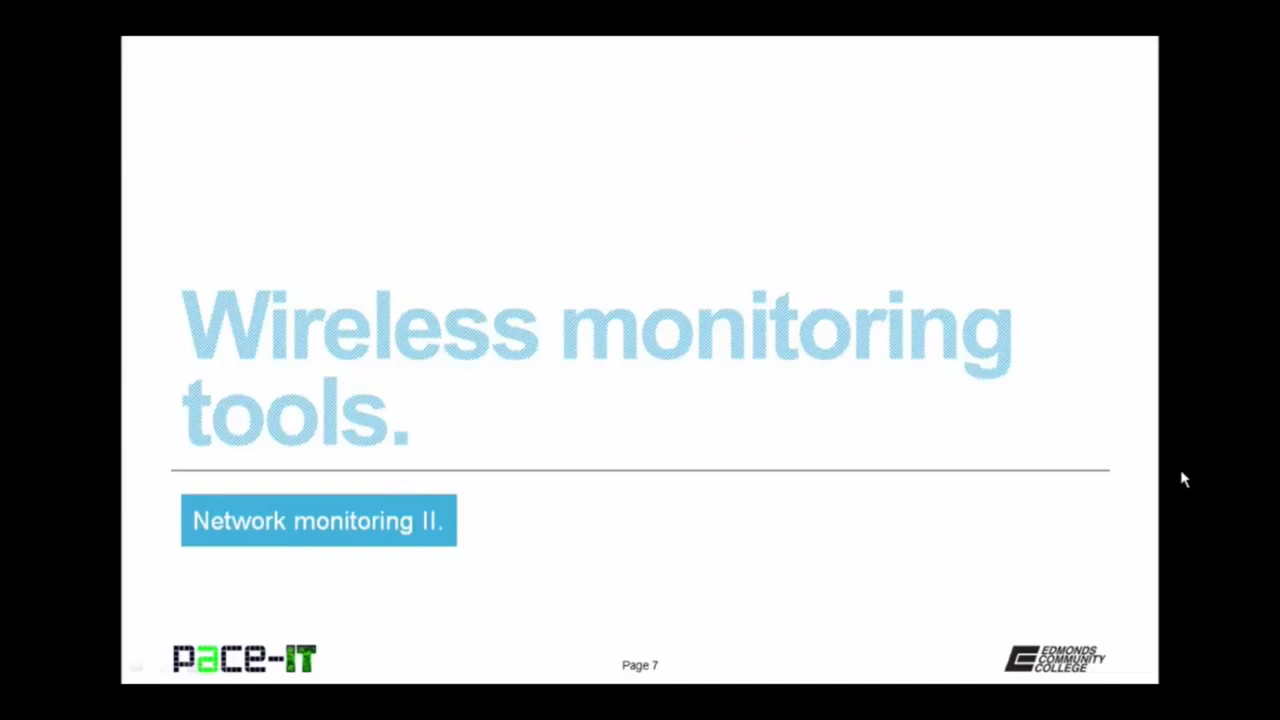 Wireless monitoring
tools.
Network monitoring II.
pace-IT
Page 7
EDMONDS
COMMUNITY
COLLEGE